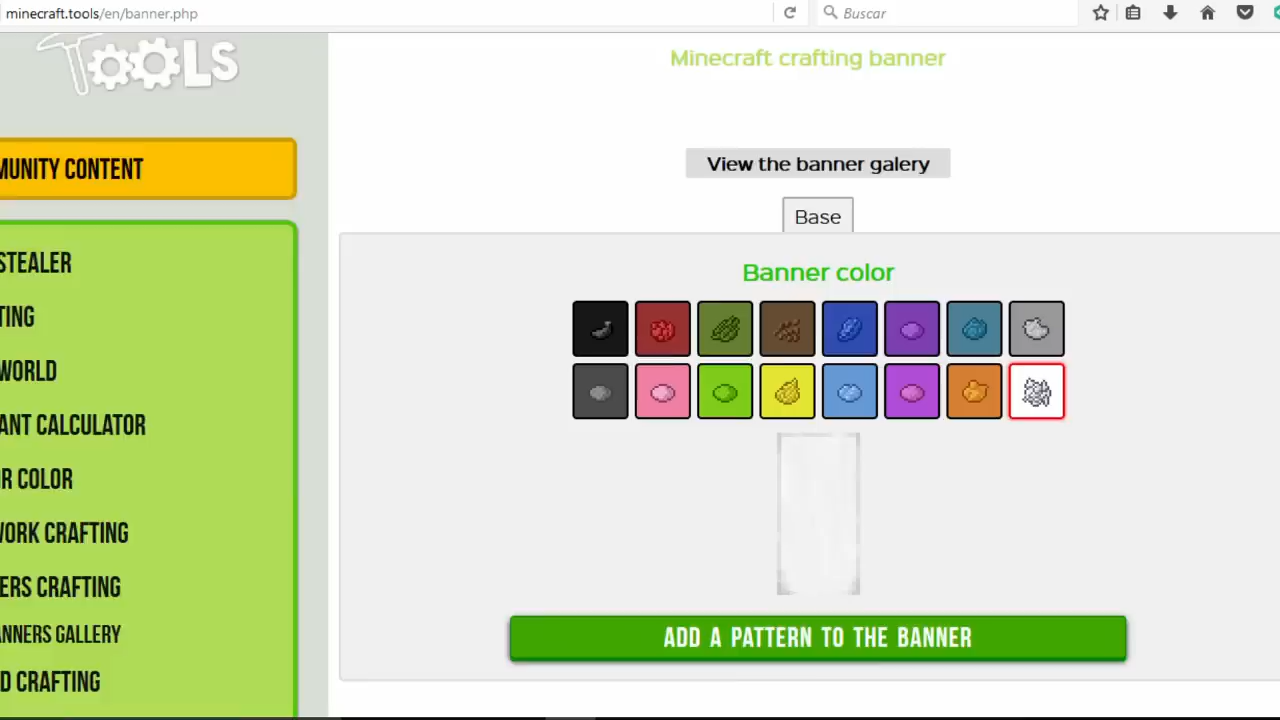 minecraft.tools/en/banner.php
Buscar
TOOLS
Minecraft crafting banner
View the banner galery
Base
MUNITY CONTENT
Banner color
STEALER
TING
WORLD
ANT CALCULATOR
R COLOR
WORK CRAFTING
ERS CRAFTING
ANNERS GALLERY
D CRAFTING
ADD A PATTERN TO THE BANNER